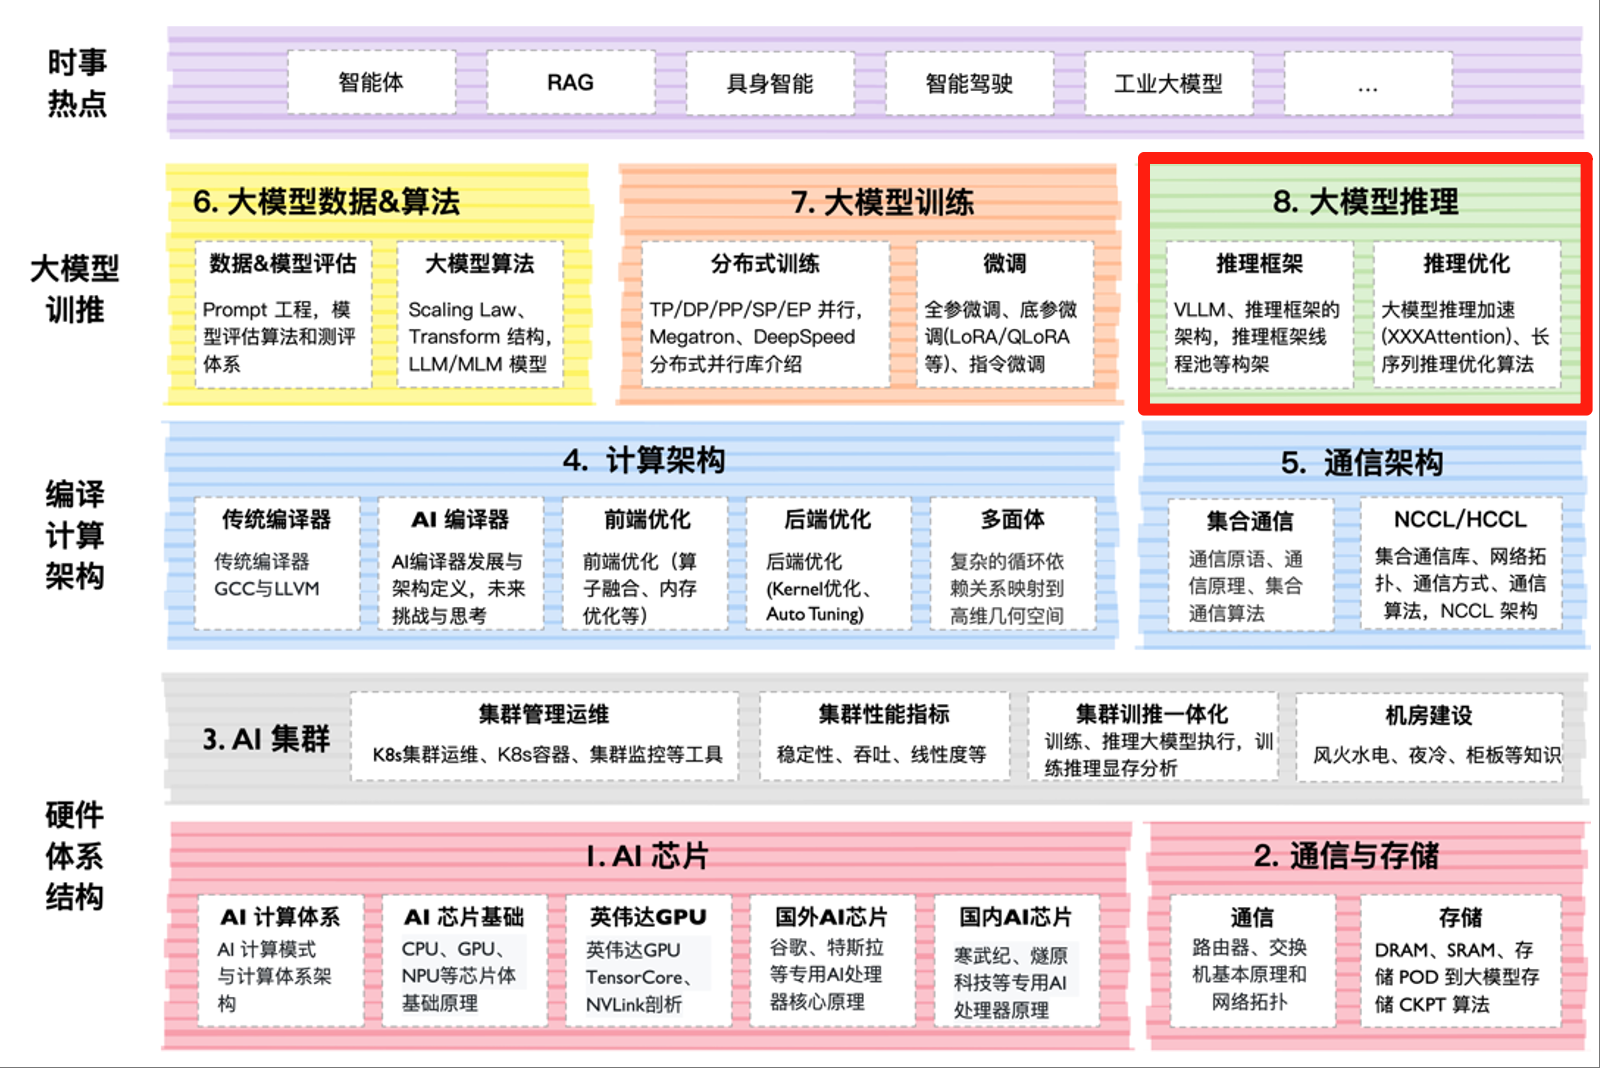 时事
热点
智能体
RAG
具身智能
智能驾驶
工业大模型
...
大模型
训推
6. 大模型数据&算法
数据&模型评估
Prompt 工程，模
型评估算法和测评
体系
大模型算法
Scaling Law、
Transform 结构，
LLM/MLM 模型
7. 大模型训练
分布式训练
TP/DP/PP/SP/EP 并行，
Megatron、DeepSpeed
分布式并行库介绍
微调
全参微调、底参微
调(LoRA/QLoRA
等)、指令微调
8. 大模型推理
推理框架
VLLM、推理框架的
架构，推理框架线
程池等构架
推理优化
大模型推理加速
(XXXAttention)、长
序列推理优化算法
编译
计算
架构
4. 计算架构
传统编译器
传统编译器
GCC与LLVM
AI 编译器
AI编译器发展与
架构定义，未来
挑战与思考
前端优化
前端优化（算
子融合、内存
优化等）
后端优化
后端优化
(Kernel优化、
Auto Tuning)
多面体
复杂的循环依
赖关系映射到
高维几何空间
5. 通信架构
集合通信
通信原语、通
信原理、集合
通信算法
NCCL/HCCL
集合通信库、网络拓
扑、通信方式、通信
算法，NCCL 架构
硬件
体系
结构
3. AI 集群
集群管理运维
K8s集群运维、K8s容器、集群监控等工具
集群性能指标
稳定性、吞吐、线性度等
集群训推一体化
训练、推理大模型执行，训
练推理显存分析
机房建设
风火水电、夜冷、柜板等知识
1. AI 芯片
AI 计算体系
AI 计算模式
与计算体系架
构
AI 芯片基础
CPU、GPU、
NPU等芯片体
基础原理
英伟达GPU
英伟达GPU
TensorCore、
NVLink剖析
国外AI芯片
谷歌、特斯拉
等专用AI处理
器核心原理
国内AI芯片
寒武纪、燧原
科技等专用AI
处理器原理
2. 通信与存储
通信
路由器、交换
机基本原理和
网络拓扑
存储
DRAM、SRAM、存
储 POD 到大模型存
储 CKPT 算法